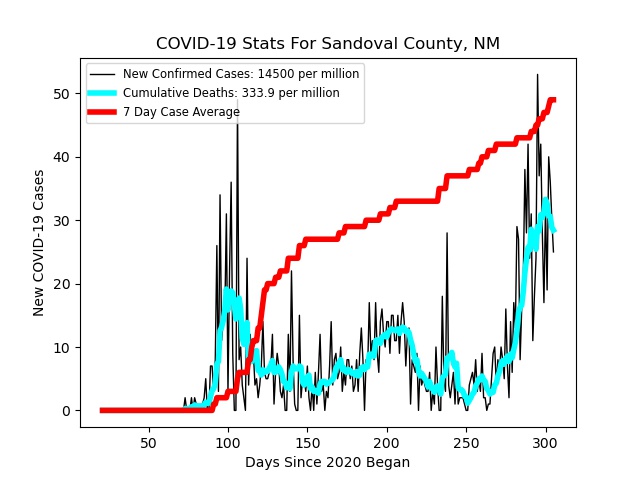 COVID-19 Stats For Sandoval County, NM
New Confirmed Cases: 14500 per million
Cumulative Deaths: 333.9 per million
7 Day Case Average
50
40
30
20
10
0
New COVID-19 Cases
50 100 150 200 250 300
Days Since 2020 Began